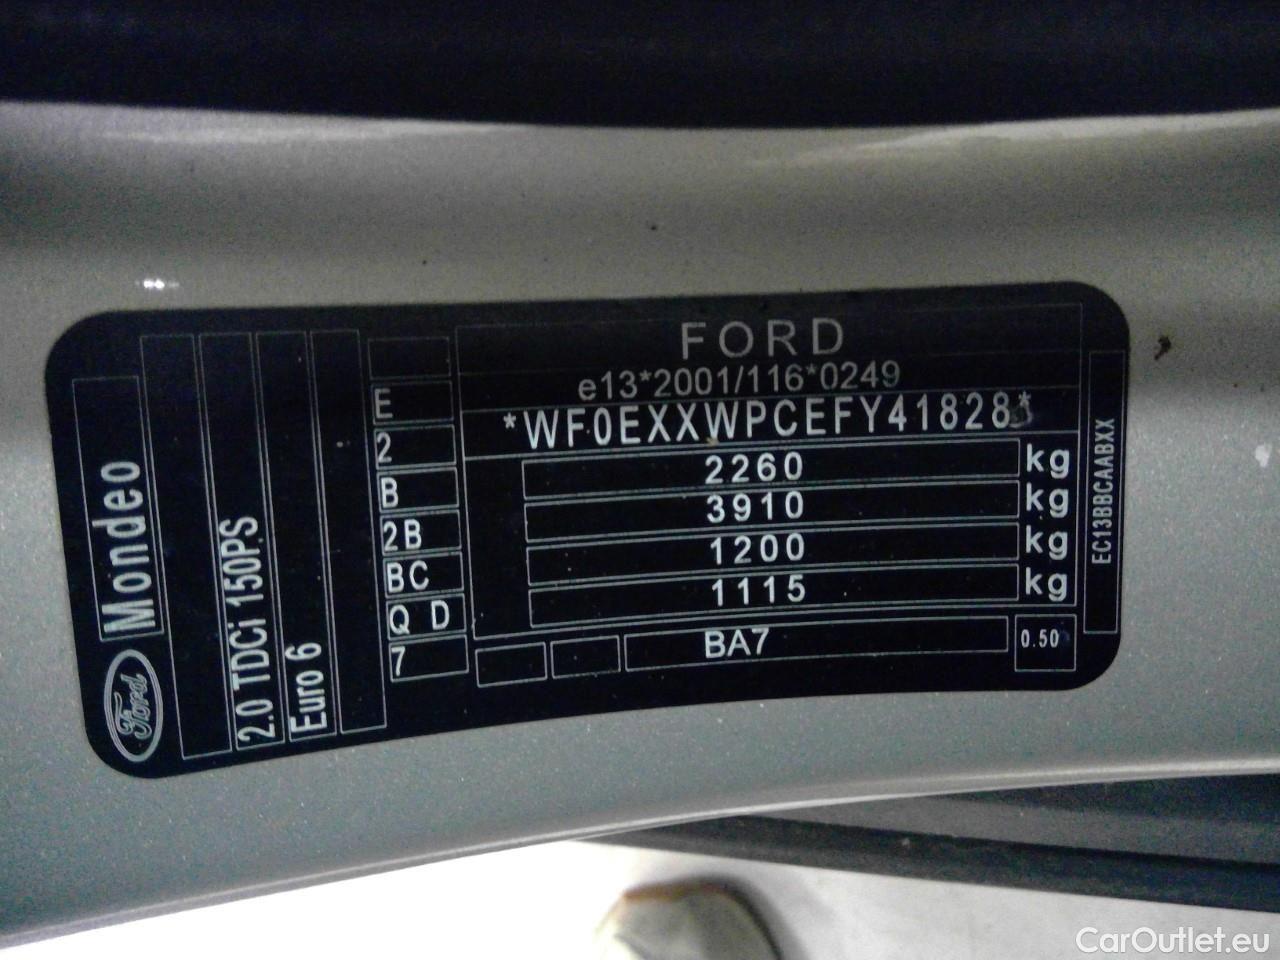 FORD
e13*2001/116*0249
*WF0EXXWPCEFY41828*
2260 kg
3910 kg
1200 kg
1115 kg
BA7
0.50
EC13BBCAABXX
E
2
B
2B
BC
Q D
7
Ford Mondeo
2.0 TDCi 150PS
Euro 6
CarOutlet.eu